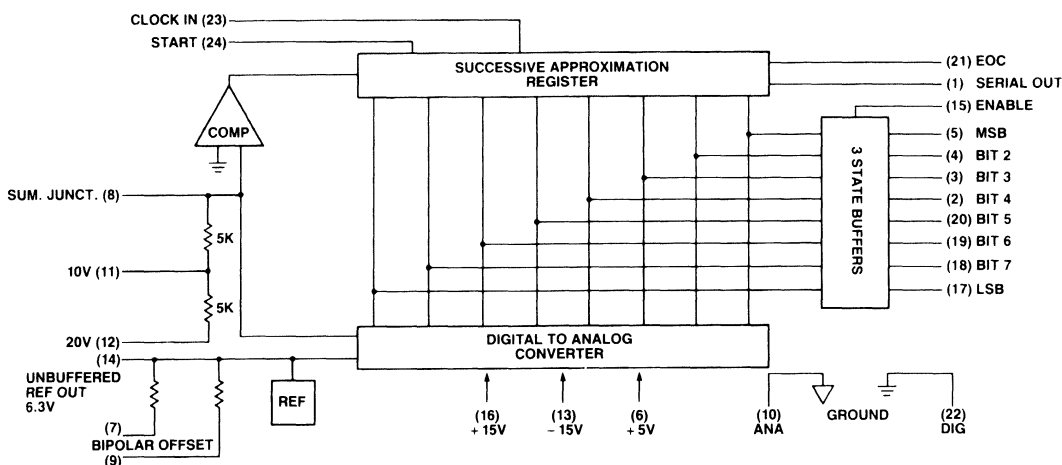 CLOCK IN (23)
START (24)
SUCCESSIVE APPROXIMATION
REGISTER
(21) EOC
(1) SERIAL OUT
(15) ENABLE
COMP
3 STATE BUFFERS
(5) MSB
(4) BIT 2
(3) BIT 3
(2) BIT 4
(20) BIT 5
(19) BIT 6
(18) BIT 7
(17) LSB
SUM. JUNCT. (8)
5K
10V (11)
5K
20V (12)
(14)
UNBUFFERED
REF OUT
6.3V
DIGITAL TO ANALOG
CONVERTER
REF
(7)
BIPOLAR OFFSET
(9)
(16)
+ 15V
(13)
- 15V
(6)
+ 5V
(10)
ANA
GROUND
(22)
DIG